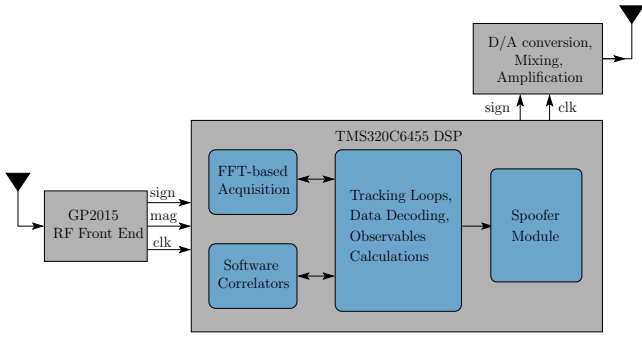 D/A conversion,
Mixing,
Amplification
sign
clk
TMS320C6455 DSP
FFT-based
Acquisition
Tracking Loops,
Data Decoding,
Observables
Calculations
Spoofer
Module
Software
Correlators
GP2015
RF Front End
sign
mag
clk